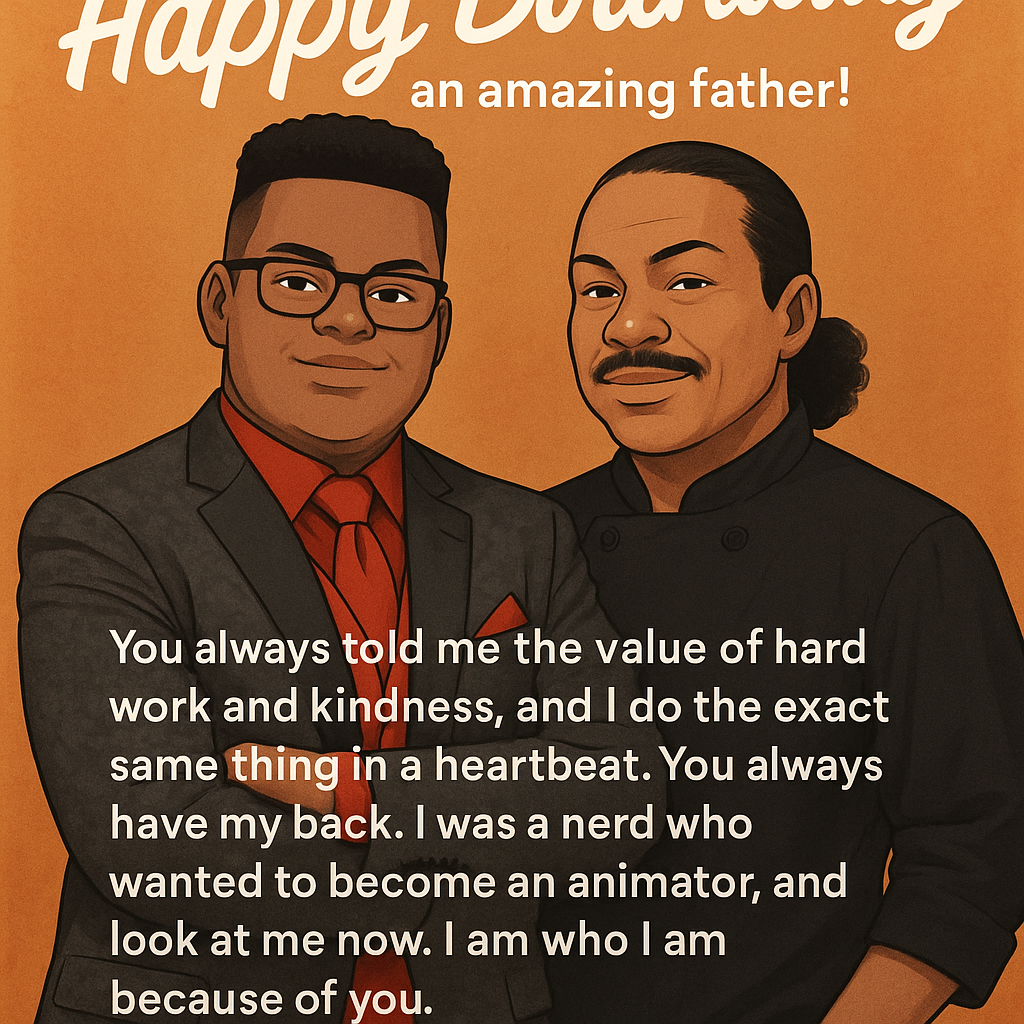 Happy
an amazing father!
You always told me the value of hard
work and kindness, and I do the exact
same thing in a heartbeat. You always
have my back. I was a nerd who
wanted to become an animator, and
look at me now. I am who I am
because of you.